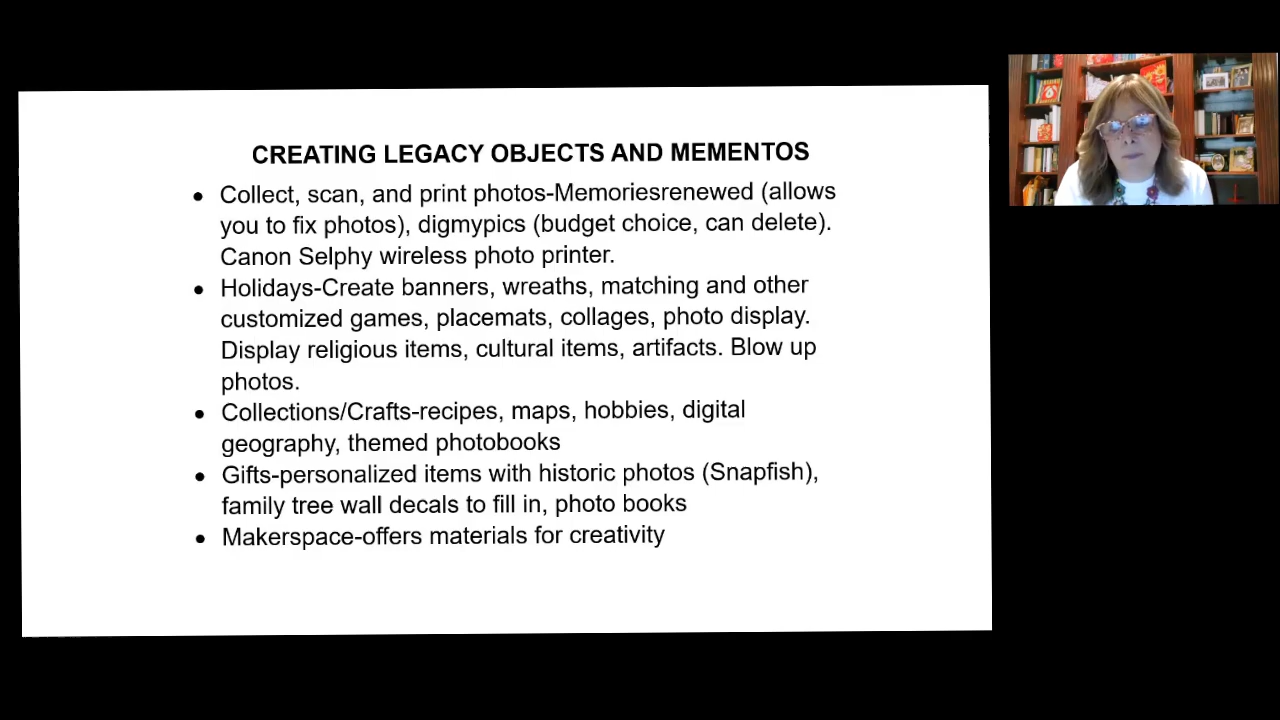 CREATING LEGACY OBJECTS AND MEMENTOS
• Collect, scan, and print photos-Memoriesrenewed (allows
you to fix photos), digmypics (budget choice, can delete).
Canon Selphy wireless photo printer.
• Holidays-Create banners, wreaths, matching and other
customized games, placemats, collages, photo display.
Display religious items, cultural items, artifacts. Blow up
photos.
• Collections/Crafts-recipes, maps, hobbies, digital
geography, themed photobooks
• Gifts-personalized items with historic photos (Snapfish),
family tree wall decals to fill in, photo books
• Makerspace-offers materials for creativity